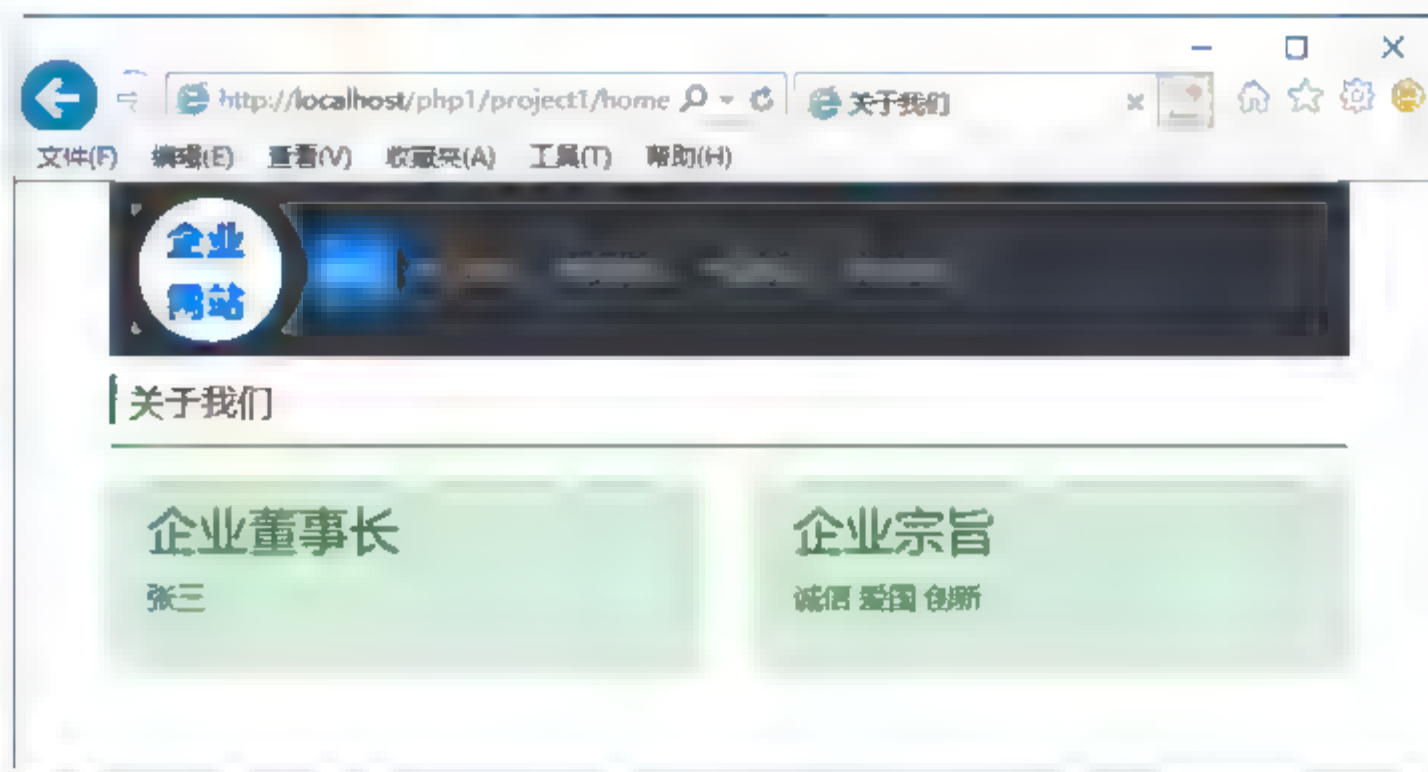 http://localhost/php1/project1/home
关于我们
文件(F) 编辑(E) 查看(V) 收藏夹(A) 工具(T) 帮助(H)
企业
网站
关于我们
企业董事长
张三
企业宗旨
诚信 爱国 创新